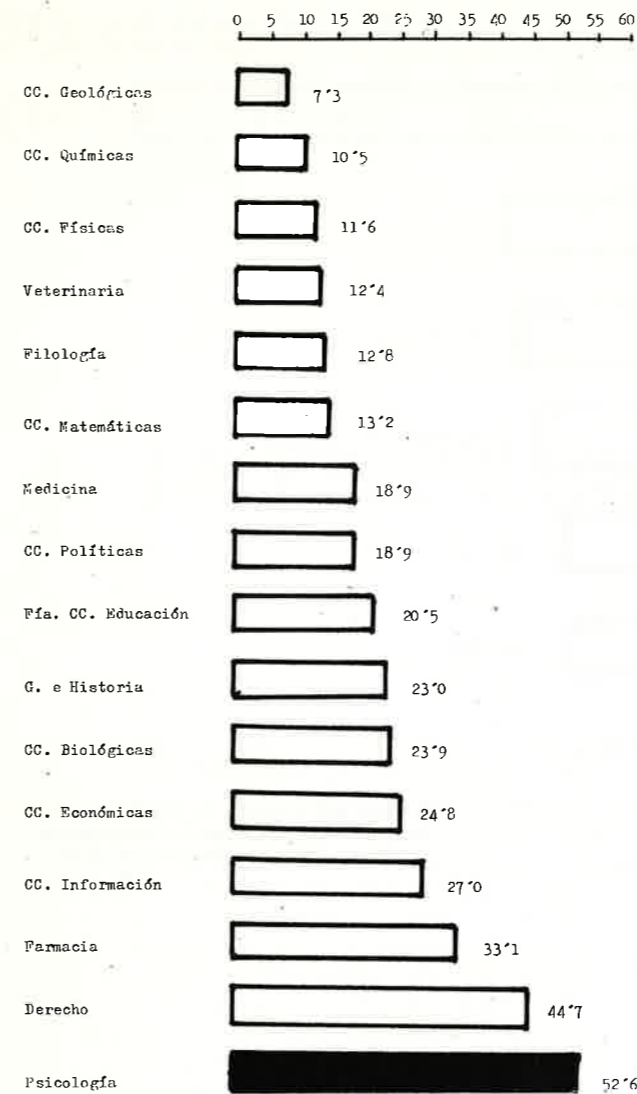 0 5 10 15 20 25 30 35 40 45 50 55 60
CC. Geológicas 7´3
CC. Químicas 10´5
CC. Físicas 11´6
Veterinaria 12´4
Filología 12´8
CC. Matemáticas 13´2
Medicina 18´9
CC. Políticas 18´9
Fía. CC. Educación 20´5
G. e Historia 23´0
CC. Biológicas 23´9
CC. Económicas 24´8
CC. Información 27´0
Farmacia 33´1
Derecho 44´7
Psicología 52´6